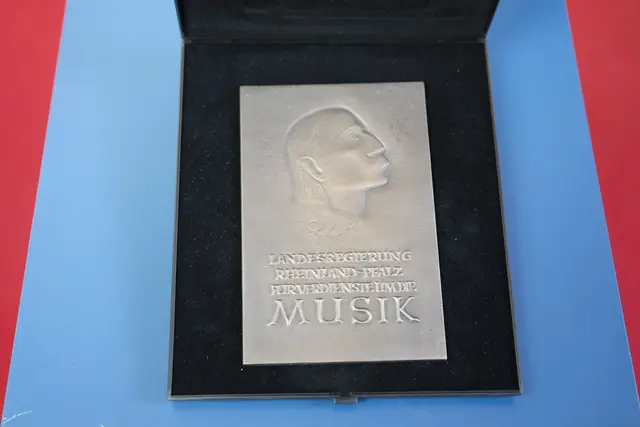 LANDESREGIERUNG
RHEINLAND-PFALZ
FÜR VERDIENSTE UM DIE
MUSIK